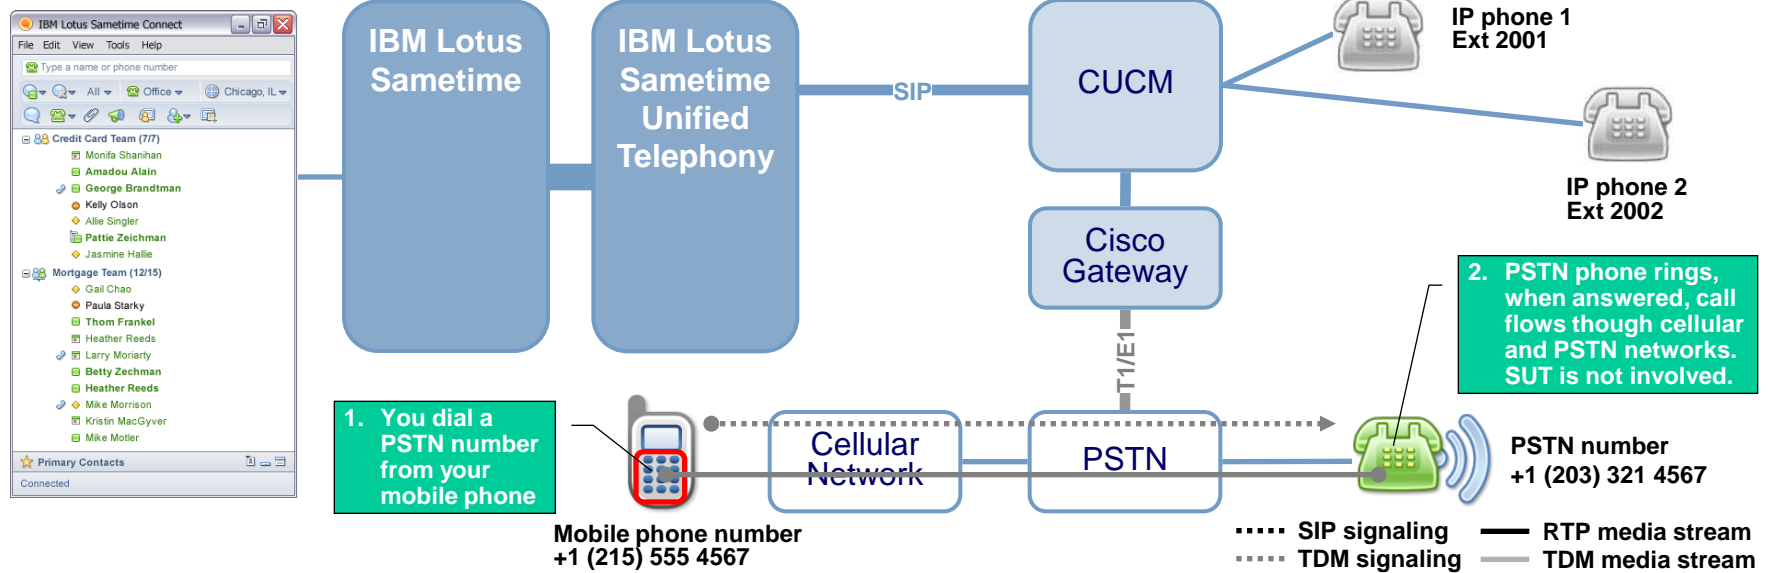 IBM Lotus Sametime Connect
File Edit View Tools Help
Type a name or phone number
All Office Chicago, IL
Credit Card Team (7/7)
Monifa Shanihan
Amadou Alain
George Brandtman
Kelly Olson
Allie Singler
Pattie Zeichman
Jasmine Hallie
Mortgage Team (12/15)
Gail Chao
Paula Starky
Thom Frankel
Heather Reeds
Larry Moriarty
Betty Zechman
Heather Reeds
Mike Morrison
Kristin MacGyver
Mike Motler
Primary Contacts
Connected
IBM Lotus
Sametime
IBM Lotus
Sametime
Unified
Telephony
SIP
CUCM
IP phone 1
Ext 2001
IP phone 2
Ext 2002
Cisco
Gateway
T1/E1
1. You dial a
PSTN number
from your
mobile phone
Cellular
Network
PSTN
2. PSTN phone rings,
when answered, call
flows though cellular
and PSTN networks.
SUT is not involved.
PSTN number
+1 (203) 321 4567
Mobile phone number
+1 (215) 555 4567
SIP signaling
RTP media stream
TDM signaling
TDM media stream